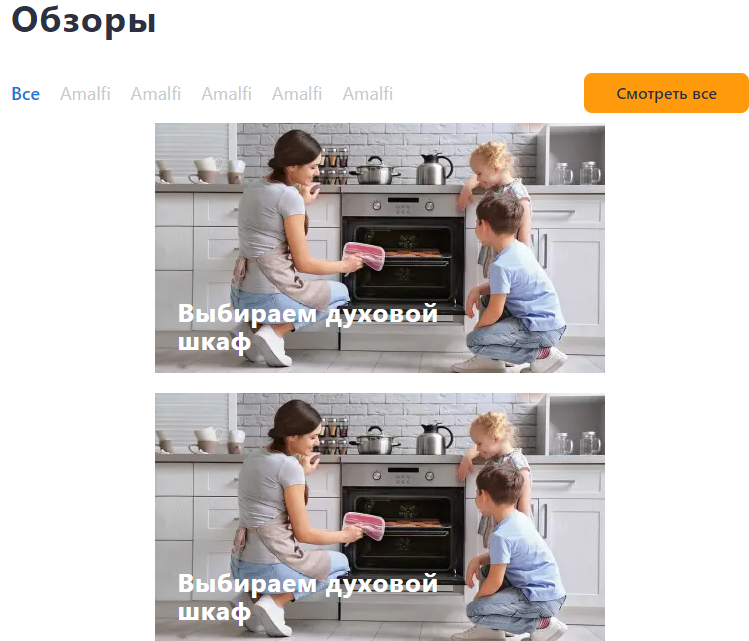 Обзоры
Все Amalfi Amalfi Amalfi Amalfi Amalfi Смотреть все
Выбираем духовой
шкаф
Выбираем духовой
шкаф